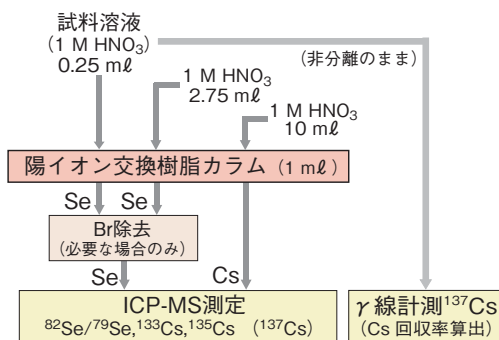 試料溶液
(1 M HNO₃)
0.25 mℓ
(非分離のまま)
1 M HNO₃
2.75 mℓ
1 M HNO₃
10 mℓ
陽イオン交換樹脂カラム (1 mℓ)
Se Se
Br除去
(必要な場合のみ)
Se Cs
ICP-MS測定
⁸²Se/⁷⁹Se,¹³³Cs,¹³⁵Cs (¹³⁷Cs)
γ線計測¹³⁷Cs
(Cs 回収率算出)